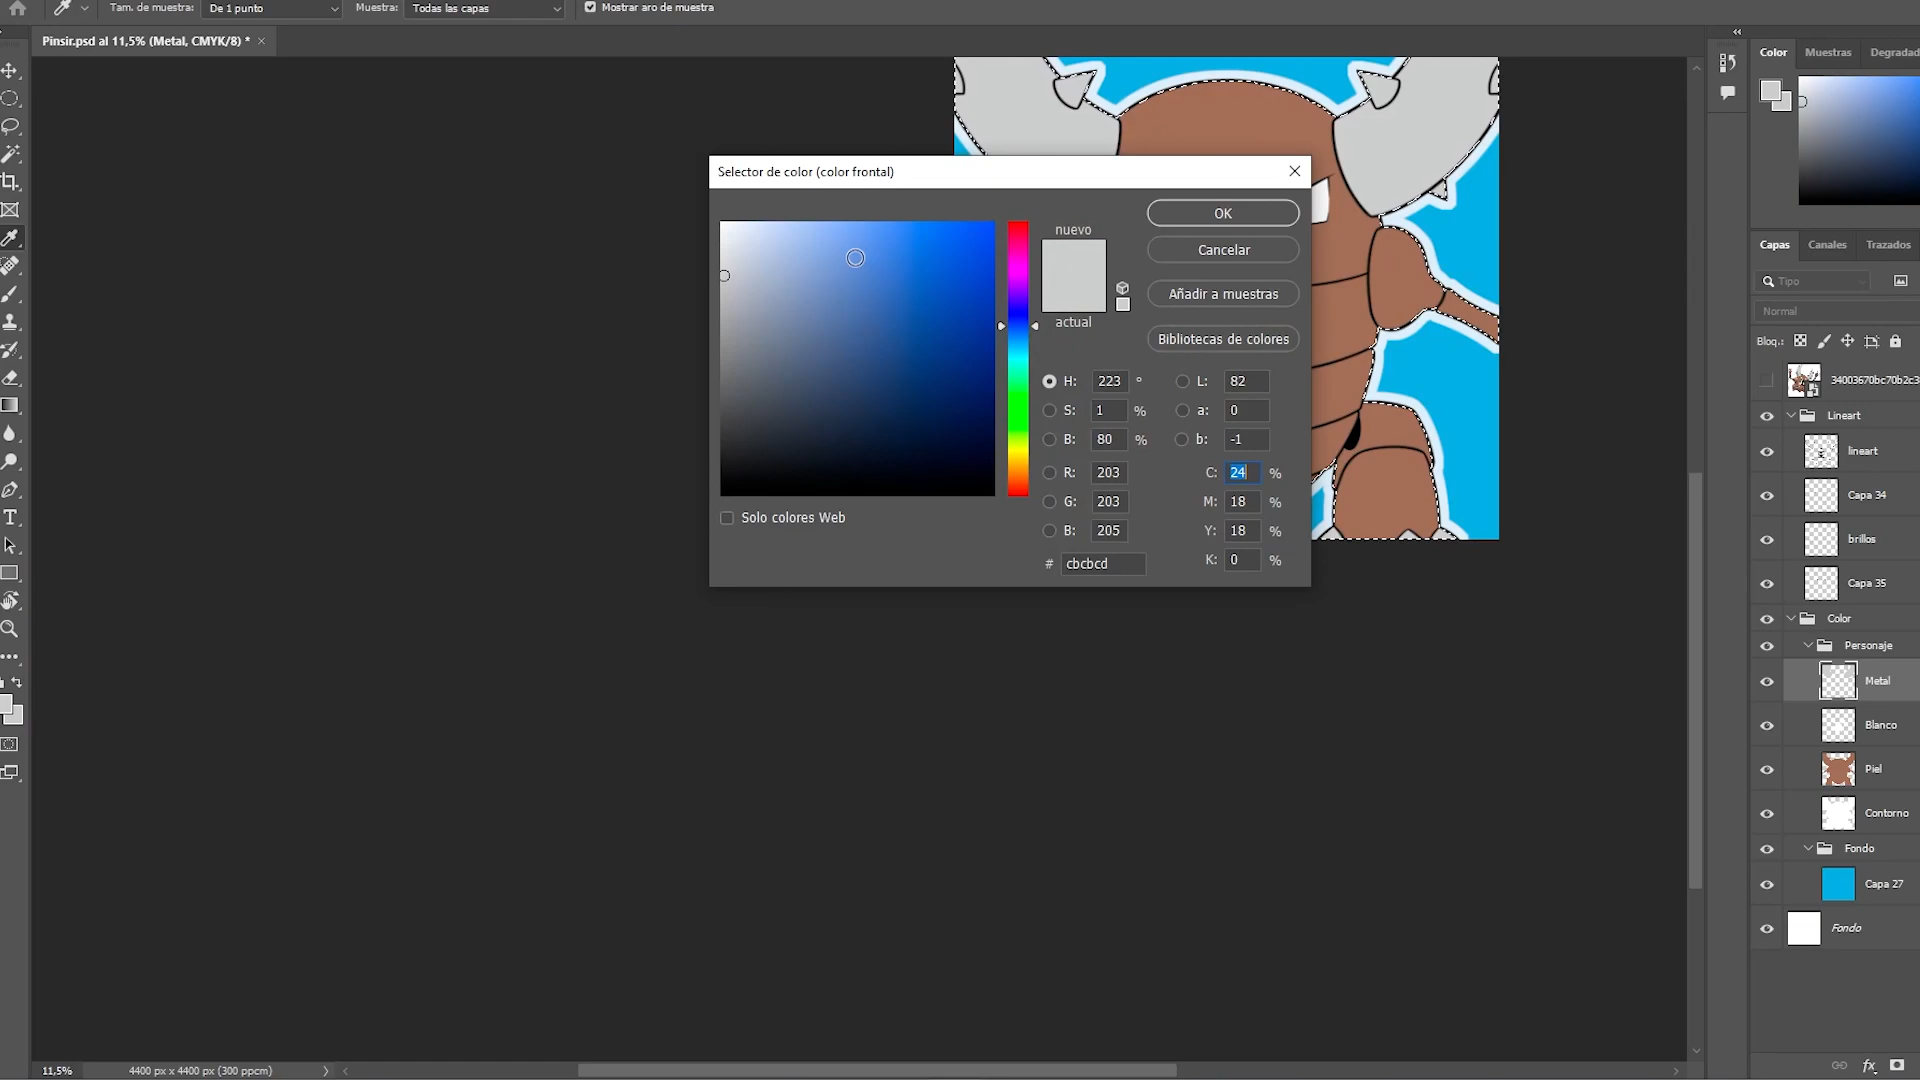 Tam. de muestra:
De 1 punto
Muestra:
Todas las capas
Mostrar aro de muestra
Pinsir.psd al 11,5% (Metal, CMYK/8) *
Color
Muestras
Degradad
Selector de color (color frontal)
nuevo
actual
OK
Cancelar
Añadir a muestras
Bibliotecas de colores
H: 223 °
S: 1 %
B: 80 %
R: 203
G: 203
B: 205
# cbcbcd
L: 82
a: 0
b: -1
C: 24 %
M: 18 %
Y: 18 %
K: 0 %
Solo colores Web
Capas
Canales
Trazados
Tipo
Normal
Bloq.:
34003670bc70b2c3
Lineart
lineart
Capa 34
brillos
Capa 35
Color
Personaje
Metal
Blanco
Piel
Contorno
Fondo
Capa 27
Fondo
fx
11,5%
4400 px x 4400 px (300 ppcm)